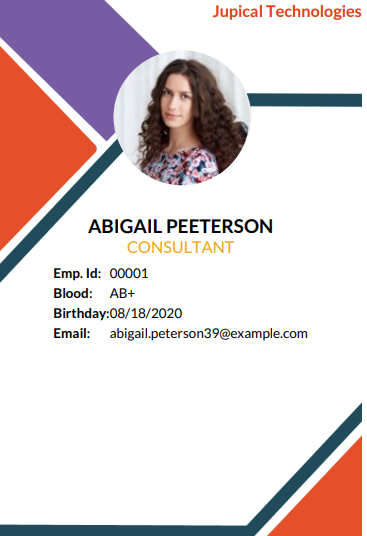 Jupical Technologies
ABIGAIL PEETERSON
CONSULTANT
Emp. Id: 00001
Blood: AB+
Birthday:08/18/2020
Email: abigail.peterson39@example.com